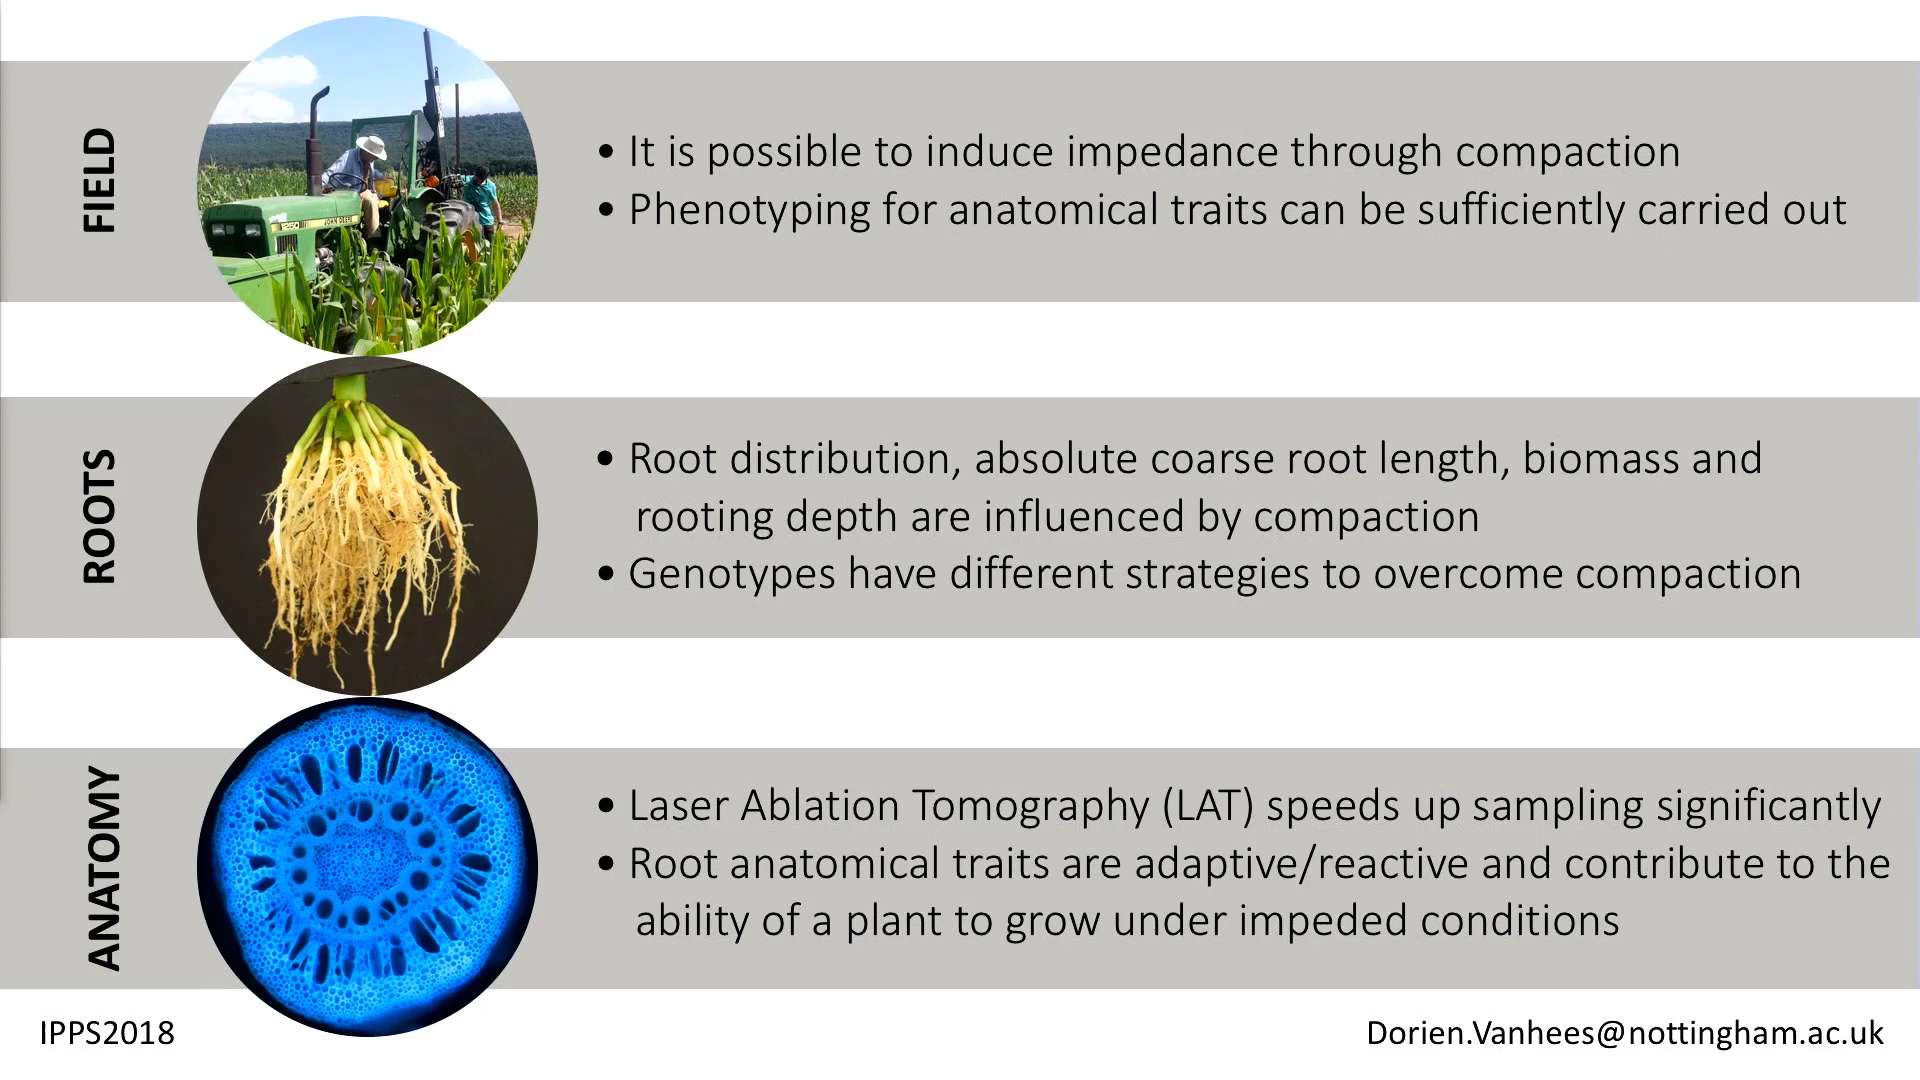 FIELD
JOHN DEERE
1250
• It is possible to induce impedance through compaction
• Phenotyping for anatomical traits can be sufficiently carried out
ROOTS
• Root distribution, absolute coarse root length, biomass and
rooting depth are influenced by compaction
• Genotypes have different strategies to overcome compaction
ANATOMY
• Laser Ablation Tomography (LAT) speeds up sampling significantly
• Root anatomical traits are adaptive/reactive and contribute to the
ability of a plant to grow under impeded conditions
IPPS2018
Dorien.Vanhees@nottingham.ac.uk